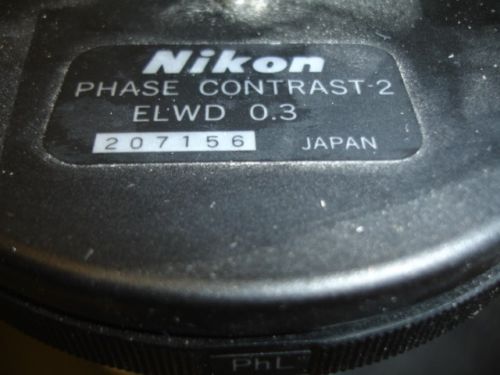 Nikon
PHASE CONTRAST-2
ELWD 0.3
207156 JAPAN
PhL